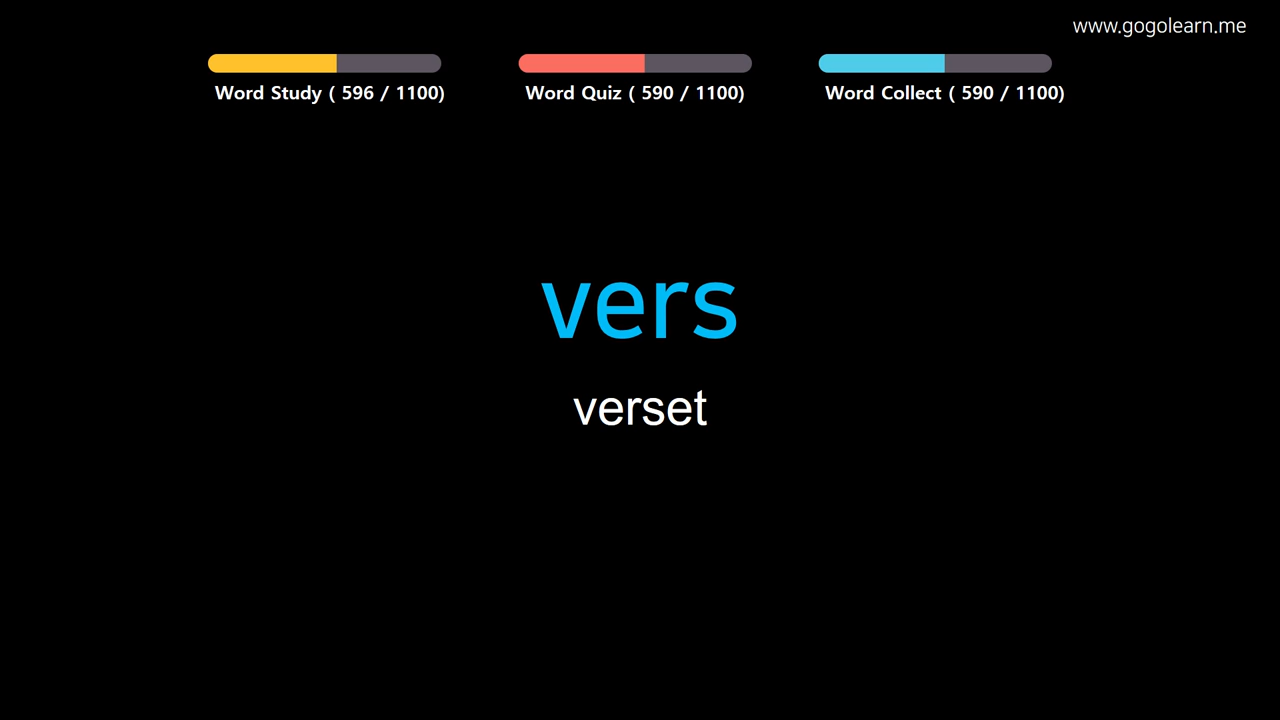 www.gogolearn.me
Word Study ( 596 / 1100)
Word Quiz ( 590 / 1100)
Word Collect ( 590 / 1100)
vers
verset